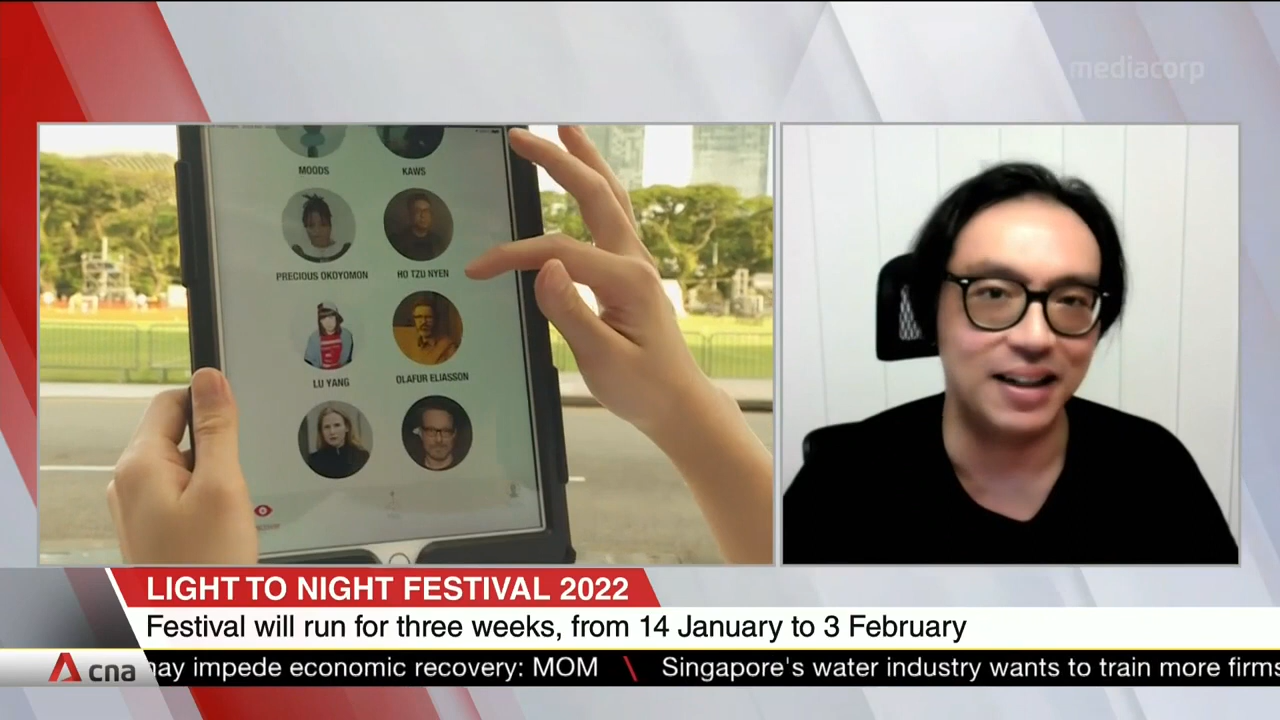 mediacorp
MOODS
KAWS
PRECIOUS OKOYOMON
HO TZU NYEN
LU YANG
OLAFUR ELIASSON
LIGHT TO NIGHT FESTIVAL 2022
Festival will run for three weeks, from 14 January to 3 February
cna
may impede economic recovery: MOM \ Singapore's water industry wants to train more firms